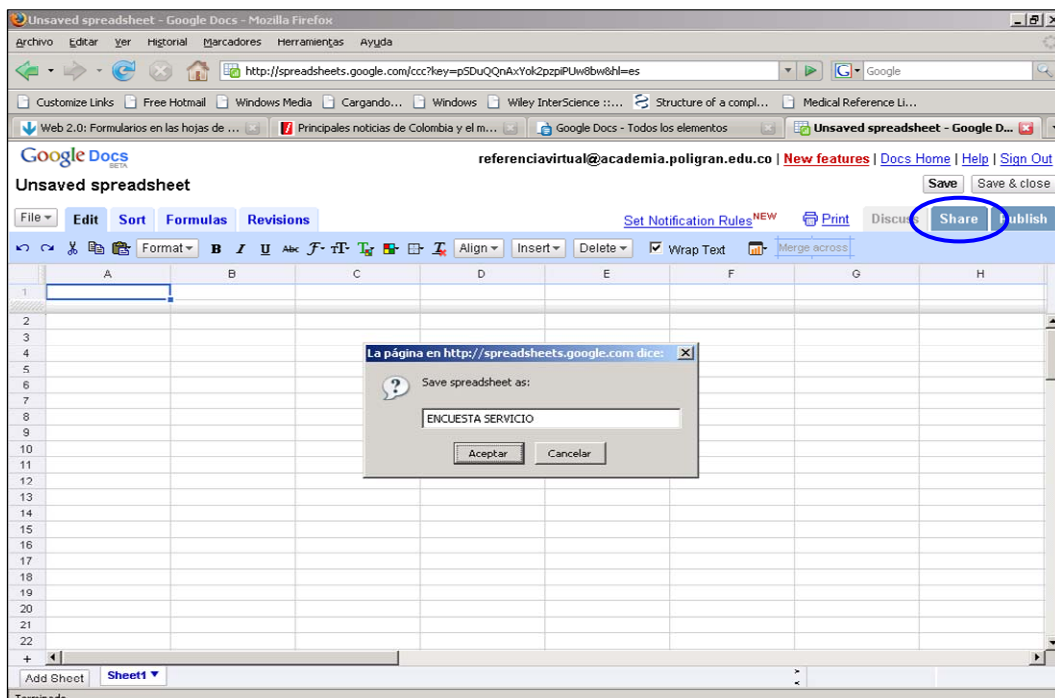 Unsaved spreadsheet - Google Docs - Mozilla Firefox
Archivo Editar Ver Historial Marcadores Herramientas Ayuda
http://spreadsheets.google.com/ccc?key=pSDuQQnAxYok2pzpiPUw8bw&hl=es Google
Customize Links Free Hotmail Windows Media Cargando... Windows Wiley InterScience ::... Structure of a compl... Medical Reference Li...
Web 2.0: Formularios en las hojas de ... Principales noticias de Colombia y el m... Google Docs - Todos los elementos Unsaved spreadsheet - Google D...
Google Docs
BETA
referenciavirtual@academia.poligran.edu.co | New features | Docs Home | Help | Sign Out
Unsaved spreadsheet Save Save & close
File Edit Sort Formulas Revisions Set Notification Rules NEW Print Discuss Share Publish
Format B I U Abc Align Insert Delete Wrap Text Merge across
A B C D E F G H
1
2
3
4
5
6
7
8
9
10
11
12
13
14
15
16
17
18
19
20
21
22
La página en http://spreadsheets.google.com dice:
Save spreadsheet as:
ENCUESTA SERVICIO
Aceptar Cancelar
Add Sheet Sheet1
Terminado